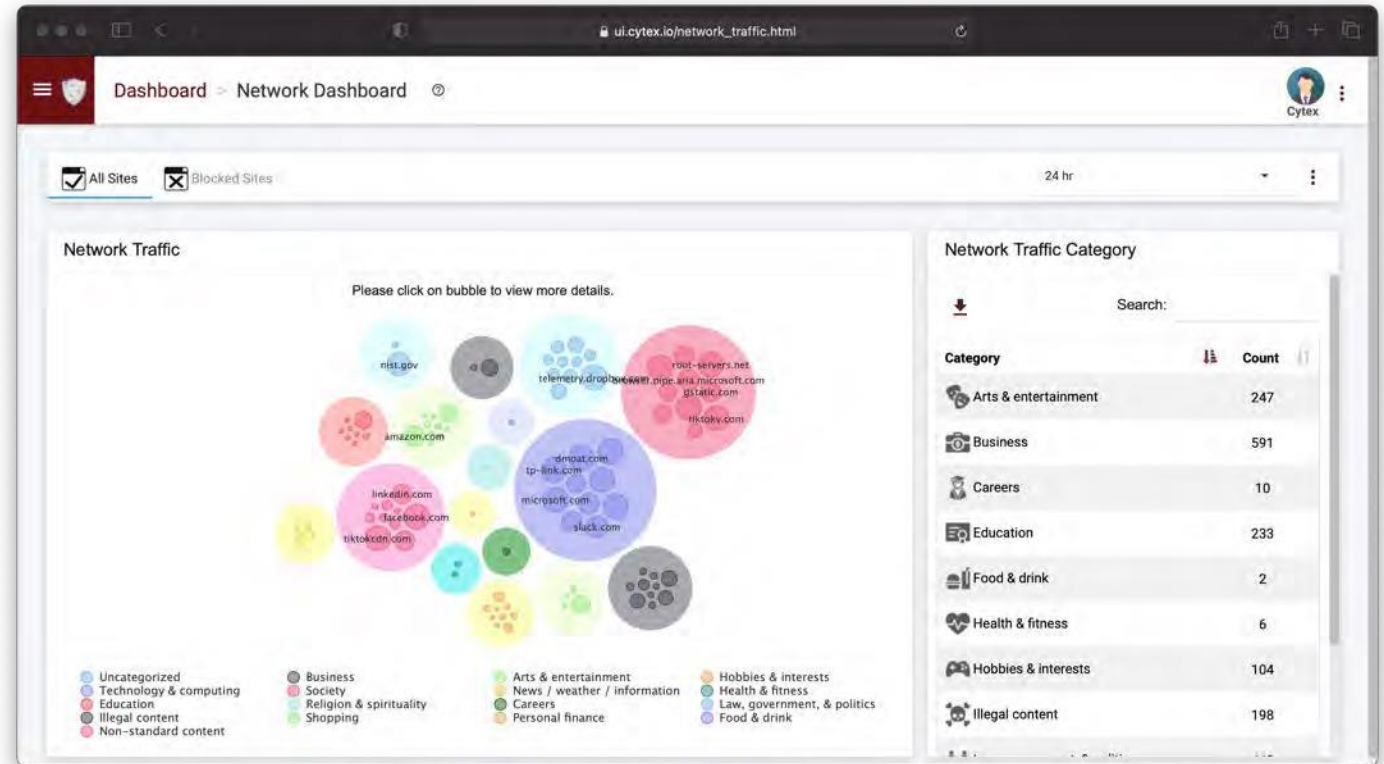 ui.cytex.io/network_traffic.html
Dashboard > Network Dashboard
Cytex
All Sites
Blocked Sites
24 hr
Network Traffic
Please click on bubble to view more details.
nist.gov
telemetry.dropbox.com
root-servers.net
browser.pipe.aria.microsoft.com
gstatic.com
tiktokv.com
amazon.com
dmoat.com
tp-link.com
microsoft.com
slack.com
linkedin.com
facebook.com
tiktokcdn.com
Uncategorized
Technology & computing
Education
Illegal content
Non-standard content
Business
Society
Religion & spirituality
Shopping
Arts & entertainment
News / weather / information
Careers
Personal finance
Hobbies & interests
Health & fitness
Law, government, & politics
Food & drink
Network Traffic Category
Search:
Category Count
Arts & entertainment 247
Business 591
Careers 10
Education 233
Food & drink 2
Health & fitness 6
Hobbies & interests 104
Illegal content 198